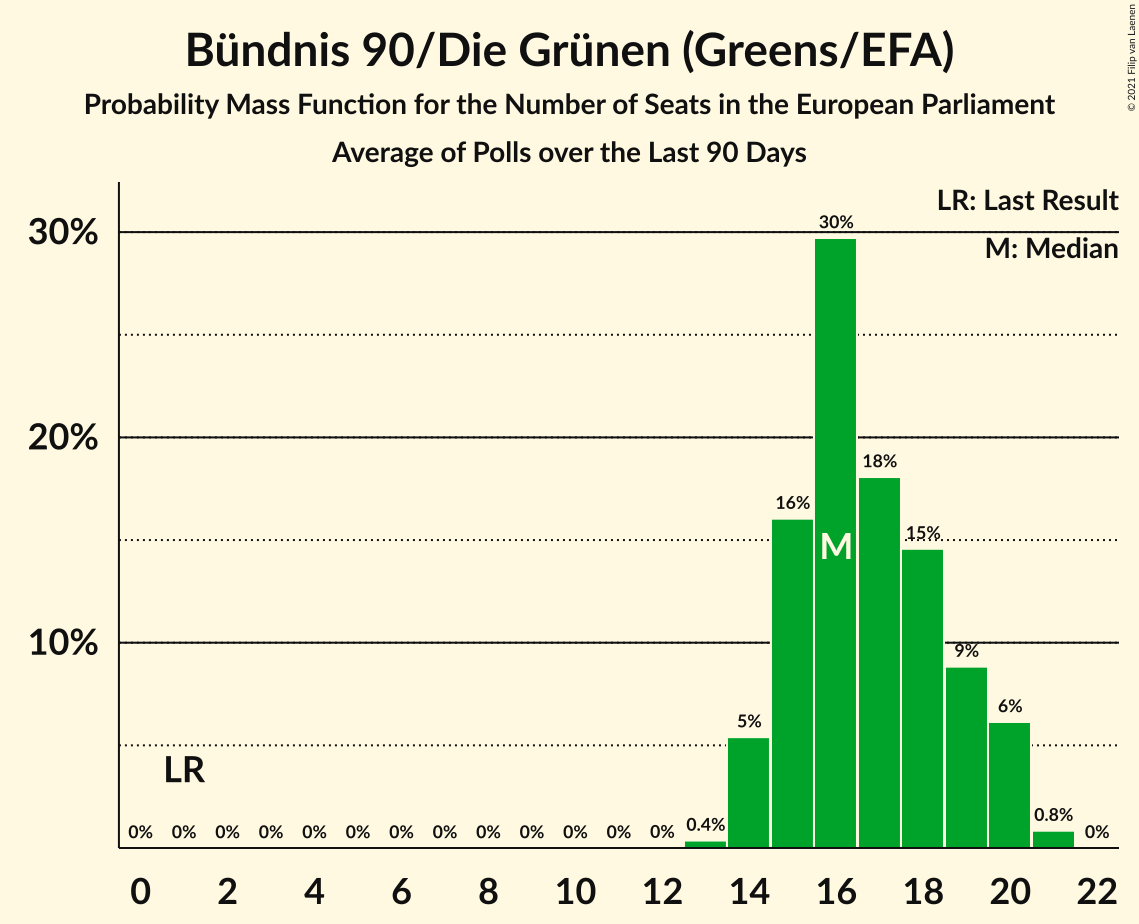 Bündnis 90/Die Grünen (Greens/EFA)
Probability Mass Function for the Number of Seats in the European Parliament
Average of Polls over the Last 90 Days
© 2021 Filip van Laenen
LR: Last Result
M: Median
30%
20%
10%
30%
18%
16%
15%
M
9%
6%
5%
LR
0% 0% 0% 0% 0% 0% 0% 0% 0% 0% 0% 0% 0% 0.4% 0.8% 0%
0 2 4 6 8 10 12 14 16 18 20 22